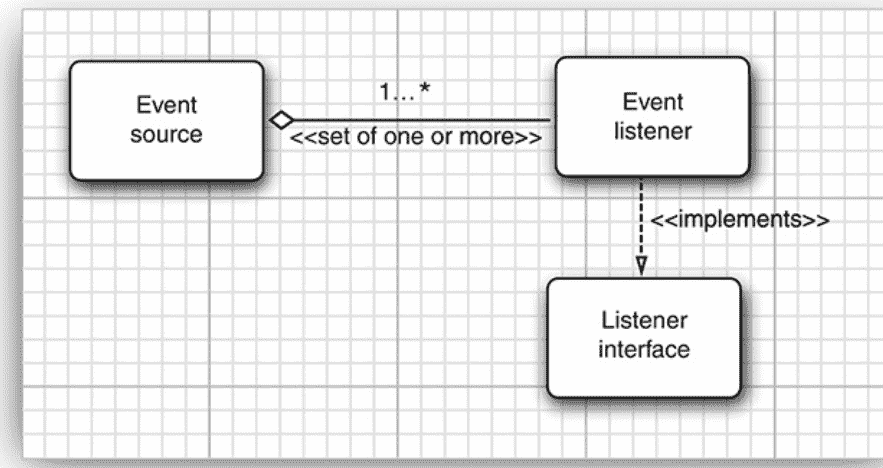 Event
source
1...*
<<set of one or more>>
Event
listener
<<implements>>
Listener
interface